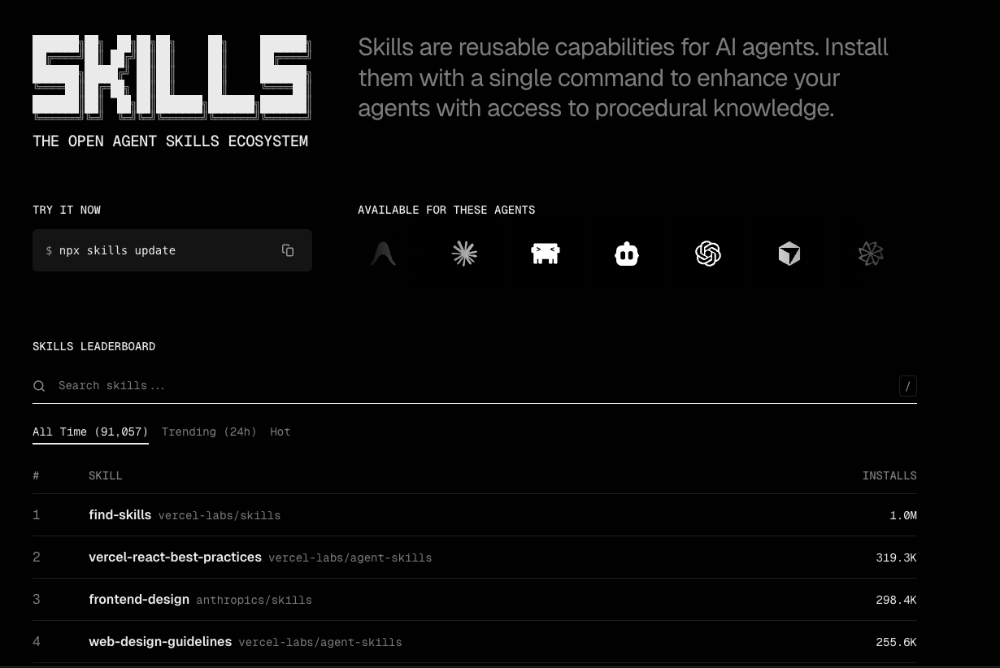 SKILLS
THE OPEN AGENT SKILLS ECOSYSTEM
Skills are reusable capabilities for AI agents. Install
them with a single command to enhance your
agents with access to procedural knowledge.
TRY IT NOW
$ npx skills update
AVAILABLE FOR THESE AGENTS
SKILLS LEADERBOARD
Search skills...
/
All Time (91,057) Trending (24h) Hot
# SKILL INSTALLS
1 find-skills vercel-labs/skills 1.0M
2 vercel-react-best-practices vercel-labs/agent-skills 319.3K
3 frontend-design anthropics/skills 298.4K
4 web-design-guidelines vercel-labs/agent-skills 255.6K